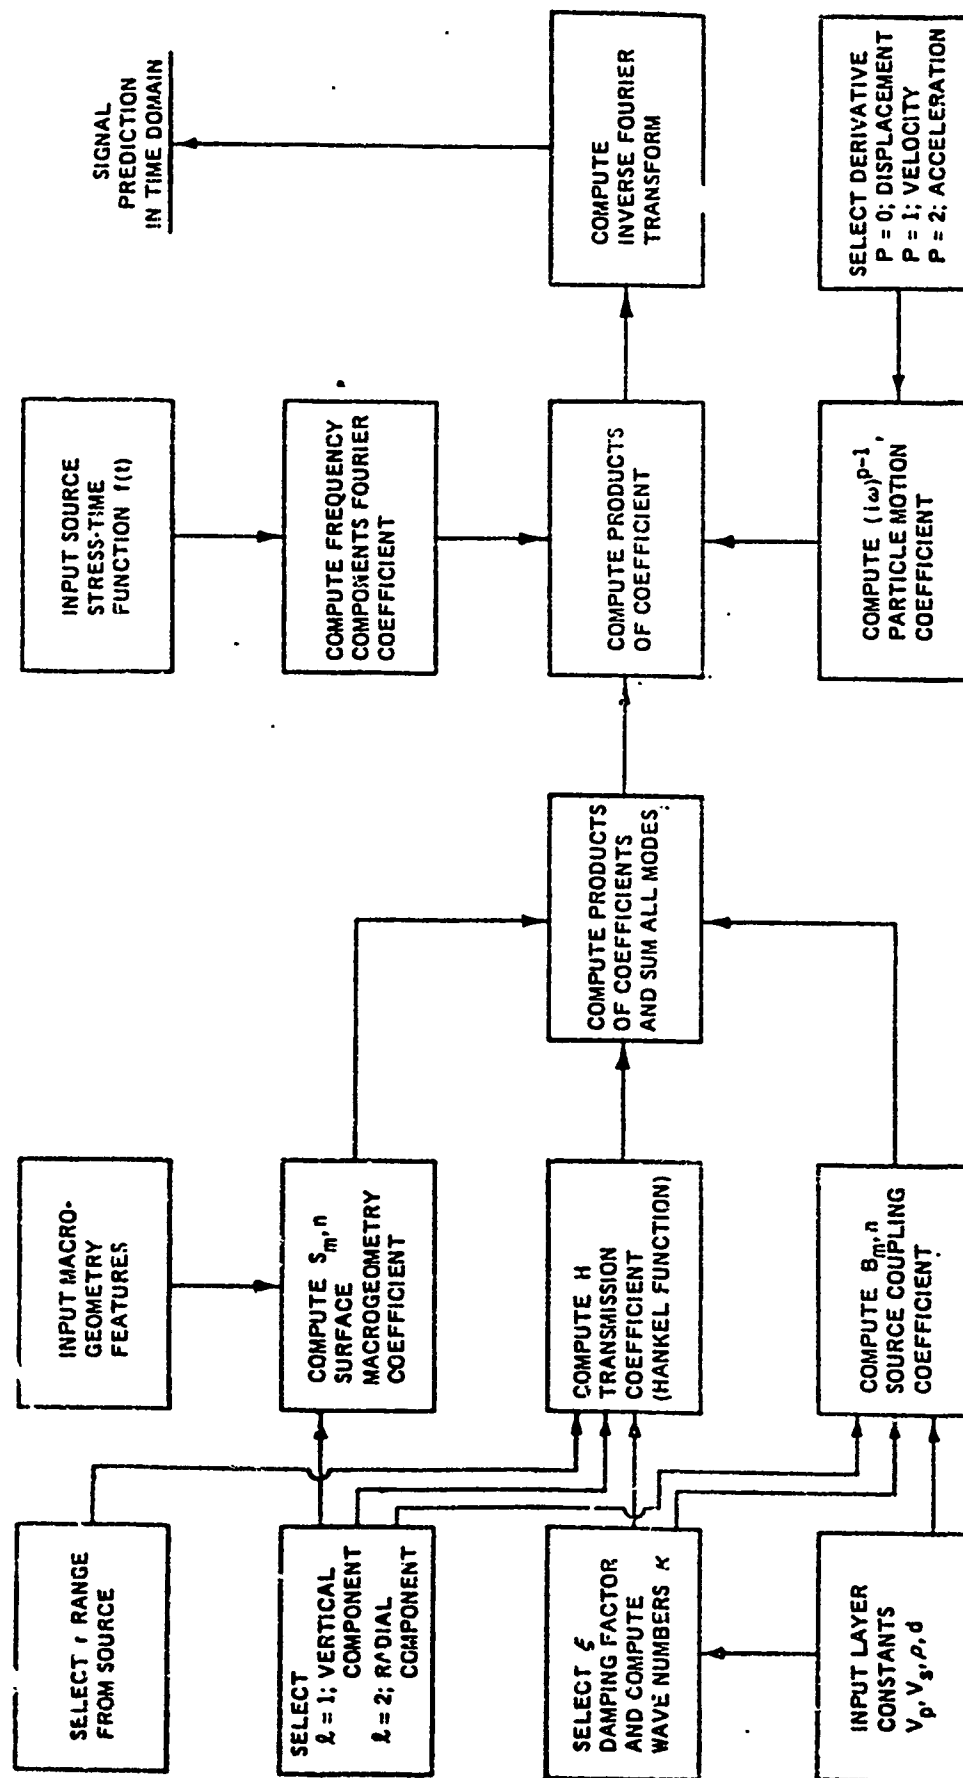 SELECT r RANGE
FROM SOURCE
SELECT
ℓ = 1; VERTICAL
COMPONENT
ℓ = 2; RADIAL
COMPONENT
SELECT ξ
DAMPING FACTOR
AND COMPUTE
WAVE NUMBERS κ
INPUT LAYER
CONSTANTS
Vp, Vs, ρ, d
INPUT MACRO-
GEOMETRY
FEATURES
COMPUTE Sm,n
SURFACE
MACROGEOMETRY
COEFFICIENT
COMPUTE H
TRANSMISSION
COEFFICIENT
(HANKEL FUNCTION)
COMPUTE Bm,n
SOURCE COUPLING
COEFFICIENT
COMPUTE PRODUCTS
OF COEFFICIENTS
AND SUM ALL MODES
INPUT SOURCE
STRESS-TIME
FUNCTION f(t)
COMPUTE FREQUENCY
COMPONENTS FOURIER
COEFFICIENT
COMPUTE PRODUCTS
OF COEFFICIENT
COMPUTE (iω)^p-1,
PARTICLE MOTION
COEFFICIENT
SIGNAL
PREDICTION
IN TIME DOMAIN
COMPUTE
INVERSE FOURIER
TRANSFORM
SELECT DERIVATIVE
P = 0; DISPLACEMENT
P = 1; VELOCITY
P = 2; ACCELERATION